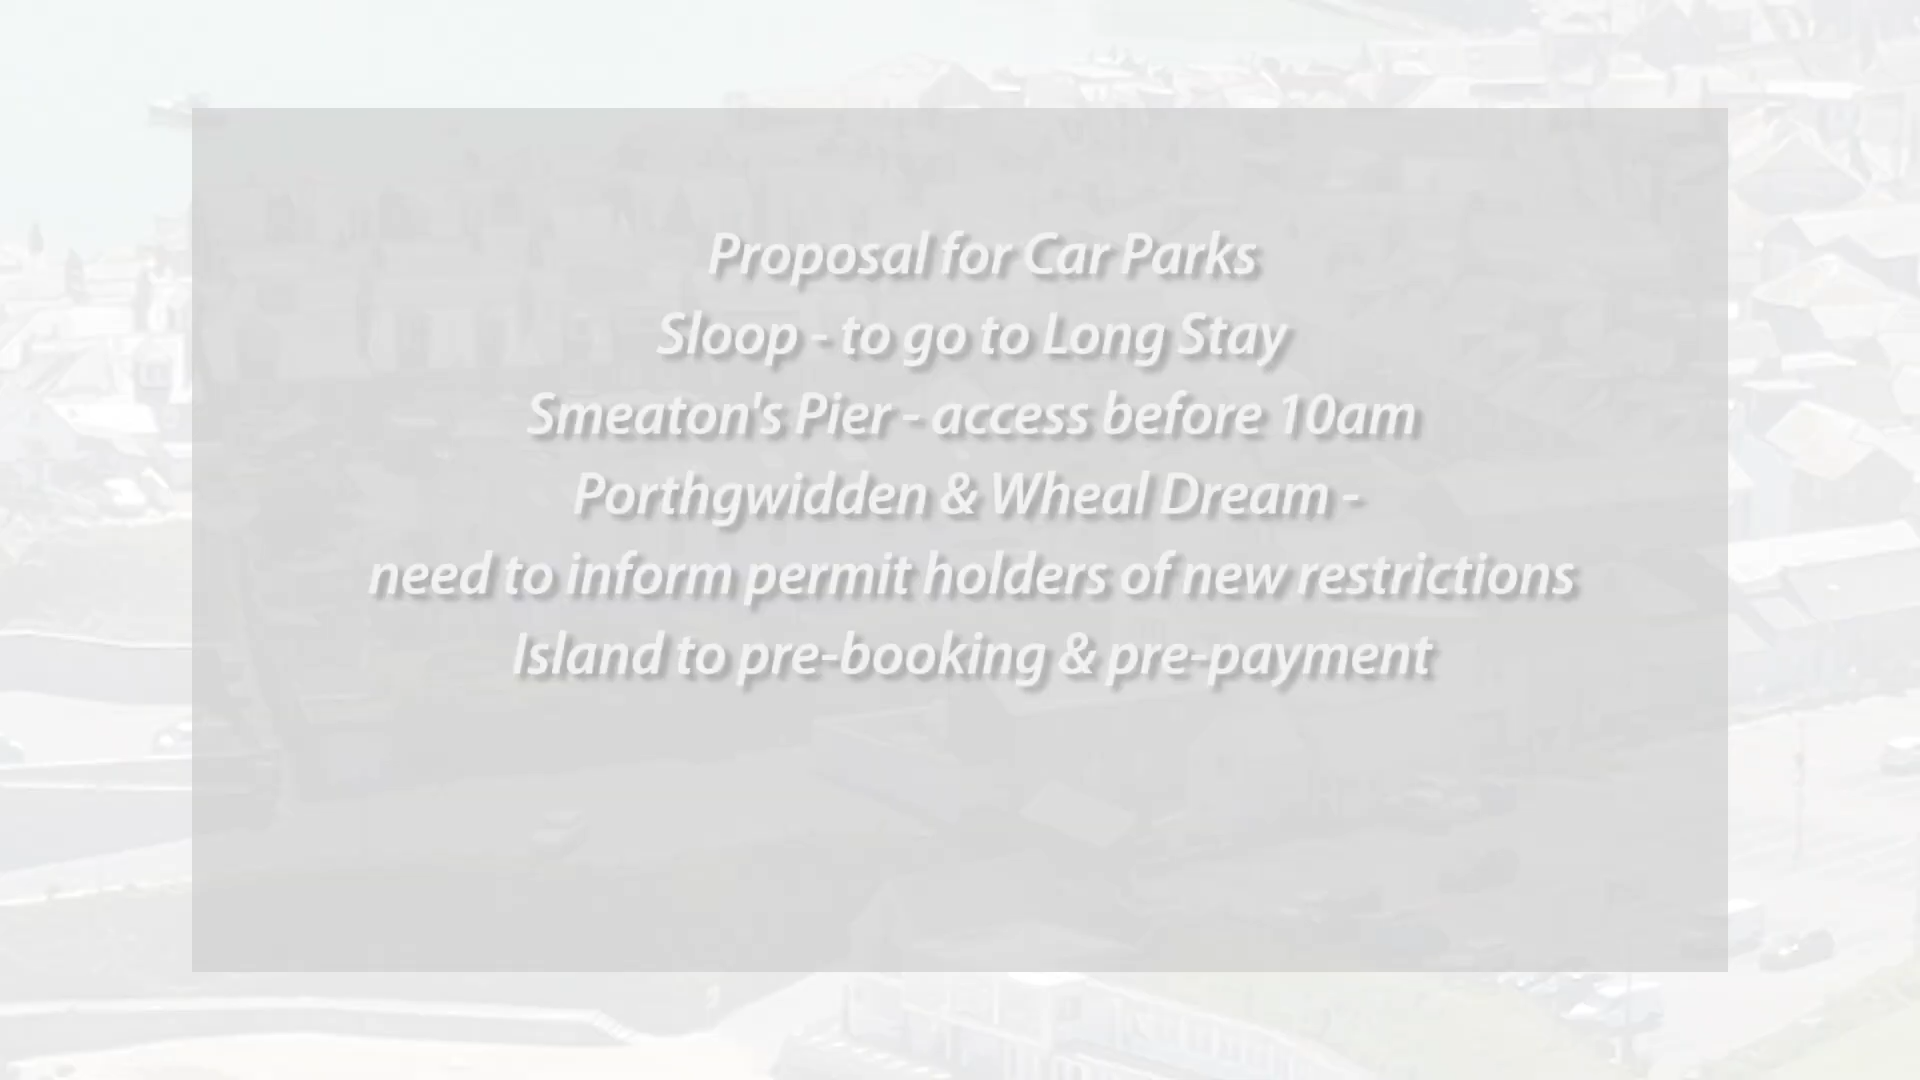 Proposal for Car Parks
Sloop - to go to Long Stay
Smeaton's Pier - access before 10am
Porthgwidden & Wheal Dream -
need to inform permit holders of new restrictions
Island to pre-booking & pre-payment